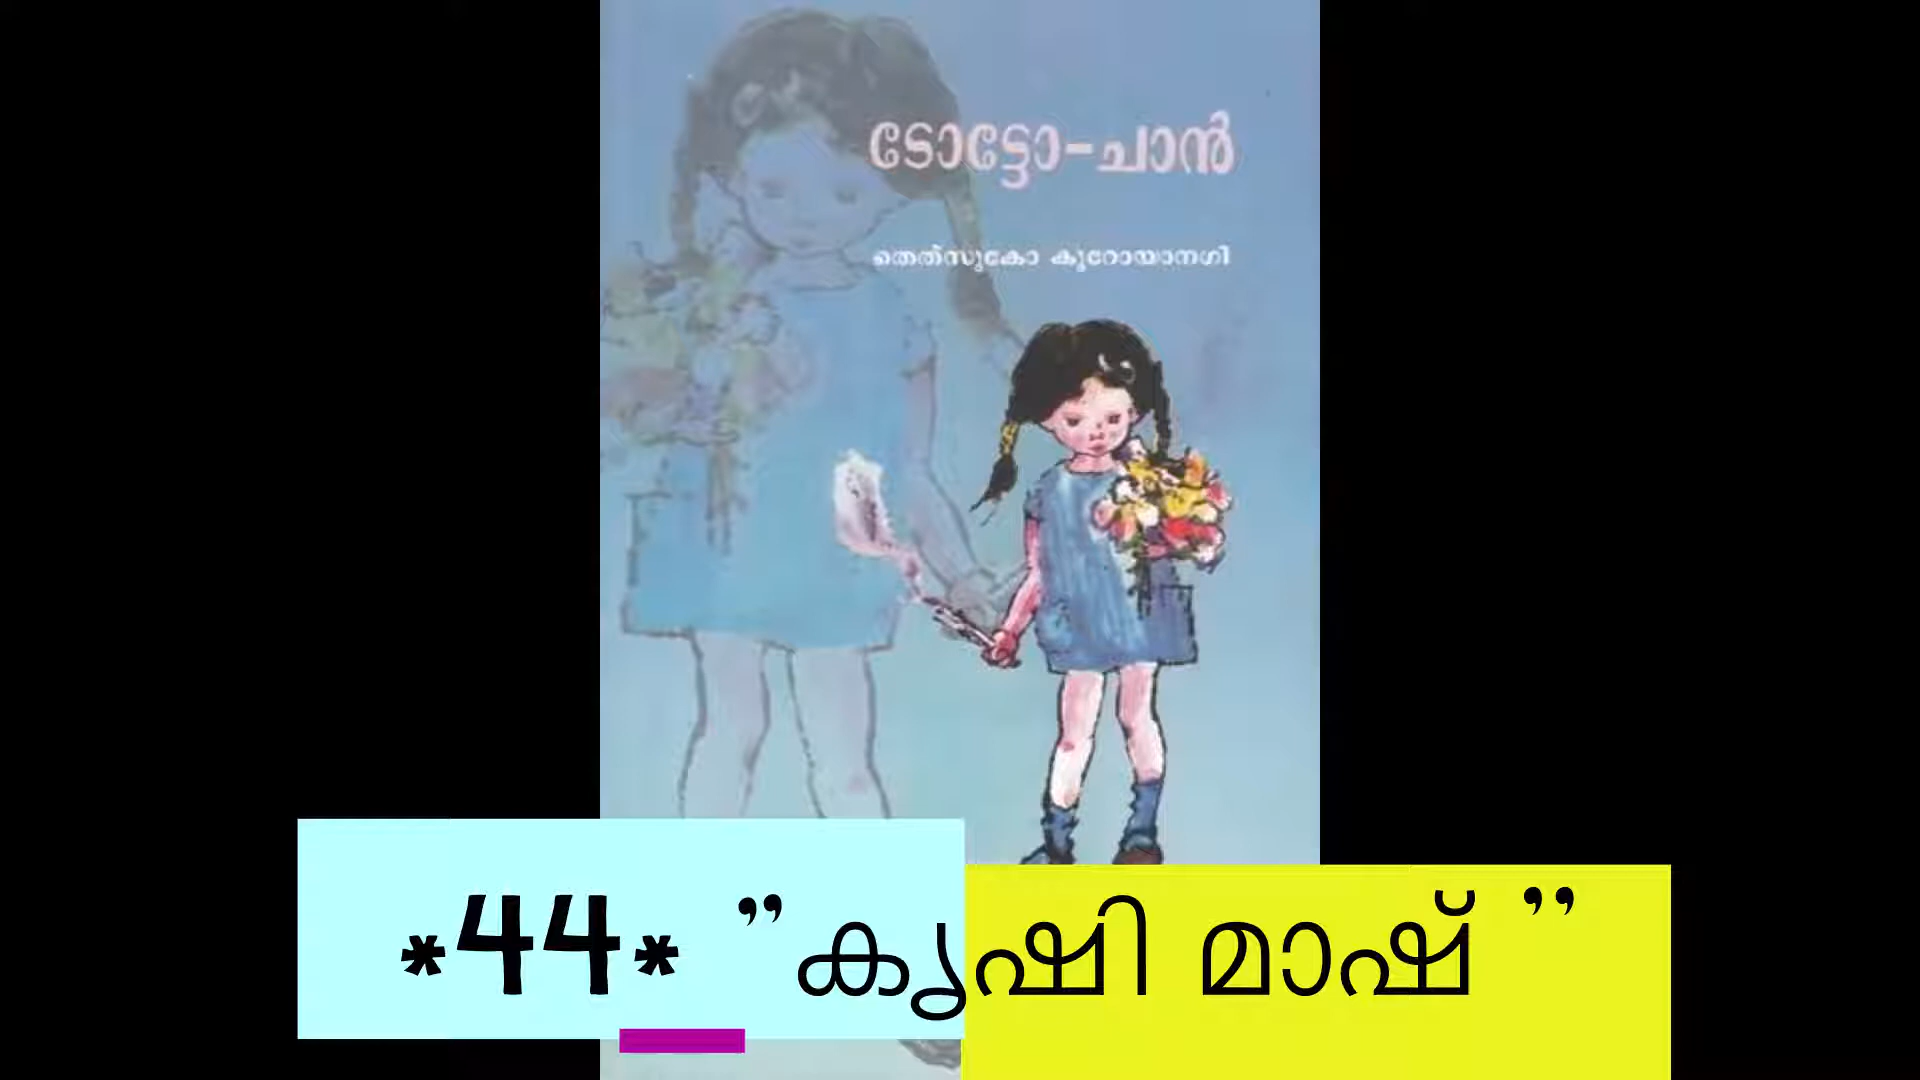 ടോട്ടോ-ചാൻ
തെത്സുകോ കുറോയാനഗി
*44* ”കൃഷി മാഷ് ”